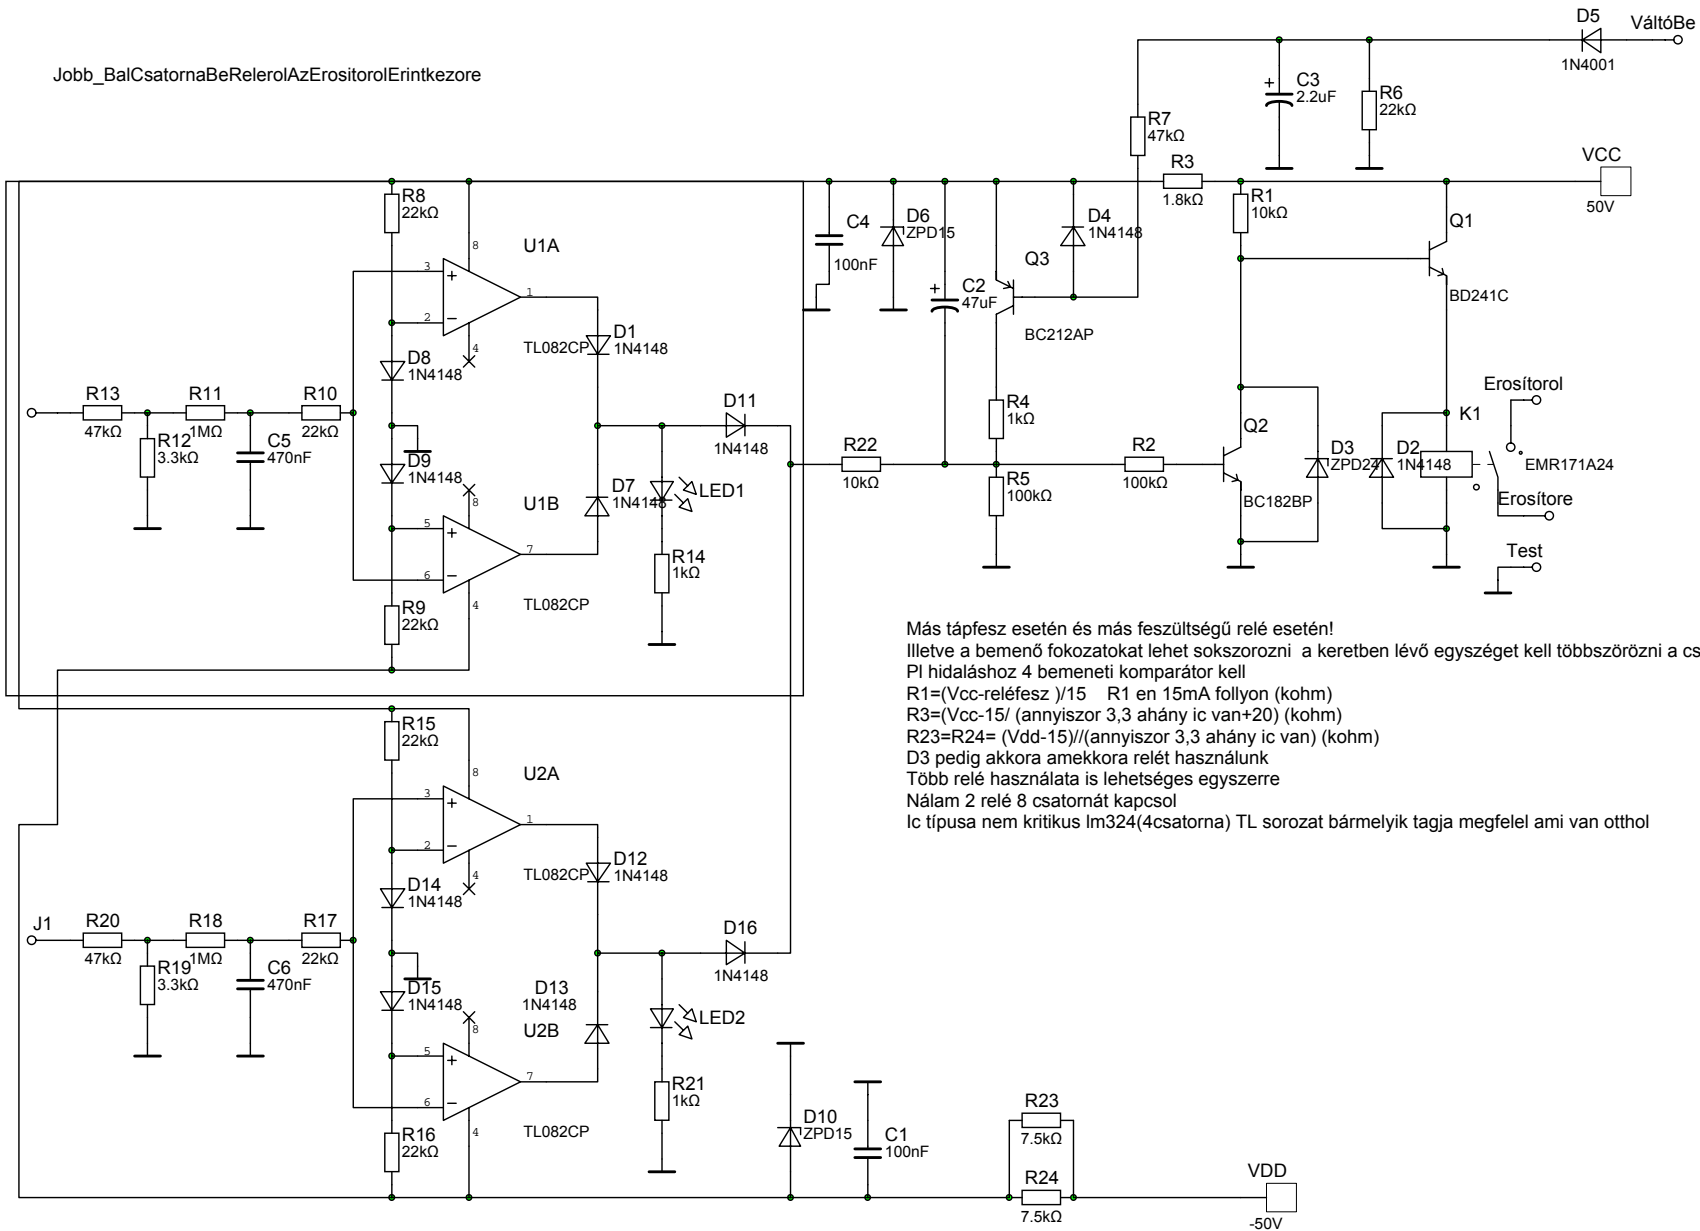 Jobb_BalCsatornaBeRelerolAzErositorolErintkezore
D5
VáltóBe
1N4001
C3
+
2.2uF
R6
22kΩ
R7
47kΩ
R3
1.8kΩ
VCC
50V
R8
22kΩ
8
U1A
3
+
1
2
−
4
TL082CP
D1
1N4148
C4
100nF
D6
ZPD15
C2
+
47uF
D4
1N4148
Q3
BC212AP
R1
10kΩ
Q1
BD241C
D8
1N4148
R13
47kΩ
R11
1MΩ
R10
22kΩ
R12
3.3kΩ
C5
470nF
D9
1N4148
8
U1B
5
+
7
6
−
4
TL082CP
D7
1N4148
LED1
R14
1kΩ
R9
22kΩ
D11
1N4148
R22
10kΩ
R4
1kΩ
R5
100kΩ
R2
100kΩ
Q2
BC182BP
D3
ZPD24
D2
1N4148
K1
EMR171A24
Erosítorol
Erosítore
Test
Más tápfesz esetén és más feszültségű relé esetén!
Illetve a bemenő fokozatokat lehet sokszorozni a keretben lévő egyszéget kell többszörözni a cs
Pl hidaláshoz 4 bemeneti komparátor kell
R1=(Vcc-reléfesz )/15 R1 en 15mA follyon (kohm)
R3=(Vcc-15/ (annyiszor 3,3 ahány ic van+20) (kohm)
R23=R24= (Vdd-15)//(annyiszor 3,3 ahány ic van) (kohm)
D3 pedig akkora amekkora relét használunk
Több relé használata is lehetséges egyszerre
Nálam 2 relé 8 csatornát kapcsol
Ic típusa nem kritikus lm324(4csatorna) TL sorozat bármelyik tagja megfelel ami van otthol
R15
22kΩ
8
U2A
3
+
1
2
−
4
TL082CP
D12
1N4148
D14
1N4148
J1
R20
47kΩ
R18
1MΩ
R17
22kΩ
R19
3.3kΩ
C6
470nF
D15
1N4148
D13
1N4148
8
U2B
5
+
7
6
−
4
TL082CP
D16
1N4148
LED2
R21
1kΩ
R16
22kΩ
D10
ZPD15
C1
100nF
R23
7.5kΩ
R24
7.5kΩ
VDD
-50V